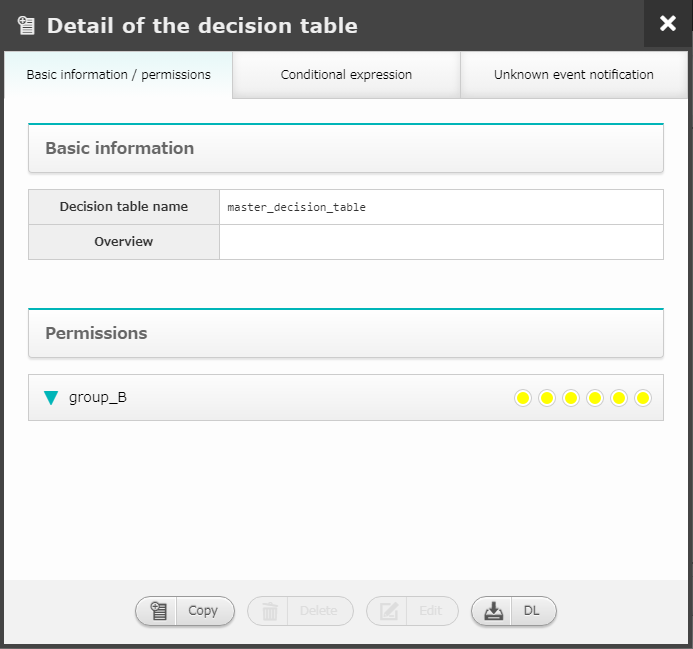 Detail of the decision table
Basic information / permissions
Conditional expression
Unknown event notification
Basic information
Decision table name
master_decision_table
Overview
Permissions
group_B
Copy
Delete
Edit
DL